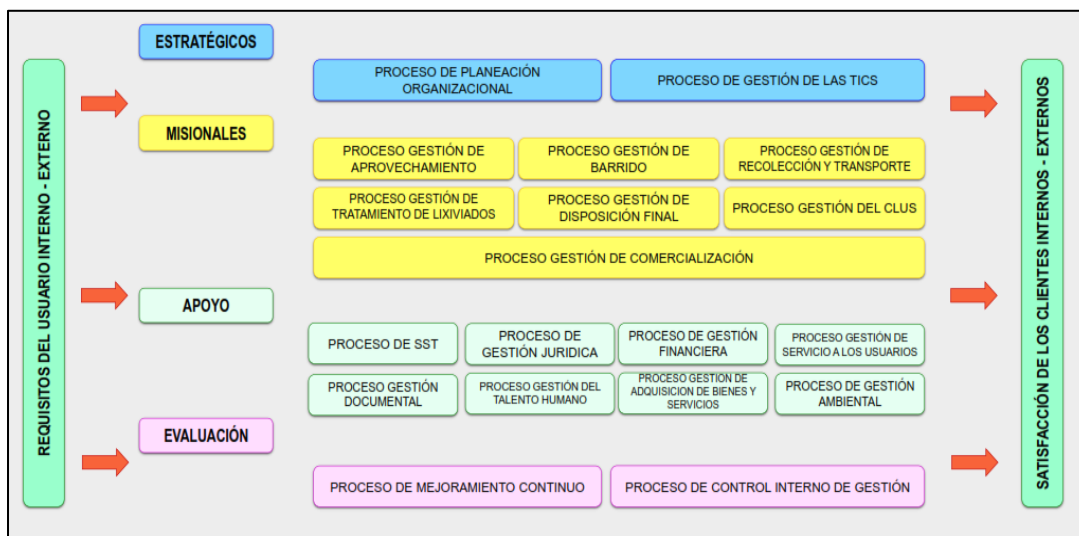 REQUISITOS DEL USUARIO INTERNO - EXTERNO
ESTRATÉGICOS
PROCESO DE PLANEACIÓN
ORGANIZACIONAL
PROCESO DE GESTIÓN DE LAS TICS
MISIONALES
PROCESO GESTIÓN DE
APROVECHAMIENTO
PROCESO GESTIÓN DE
BARRIDO
PROCESO GESTIÓN DE
RECOLECCIÓN Y TRANSPORTE
PROCESO GESTIÓN DE
TRATAMIENTO DE LIXIVIADOS
PROCESO GESTIÓN DE
DISPOSICIÓN FINAL
PROCESO GESTIÓN DEL CLUS
PROCESO GESTIÓN DE COMERCIALIZACIÓN
APOYO
PROCESO DE SST
PROCESO DE
GESTIÓN JURIDICA
PROCESO DE GESTIÓN
FINANCIERA
PROCESO GESTIÓN DE
SERVICIO A LOS USUARIOS
PROCESO GESTIÓN
DOCUMENTAL
PROCESO GESTIÓN DEL
TALENTO HUMANO
PROCESO GESTION DE
ADQUISICION DE BIENES Y
SERVICIOS
PROCESO DE GESTIÓN
AMBIENTAL
EVALUACIÓN
PROCESO DE MEJORAMIENTO CONTINUO
PROCESO DE CONTROL INTERNO DE GESTIÓN
SATISFACCIÓN DE LOS CLIENTES INTERNOS - EXTERNOS